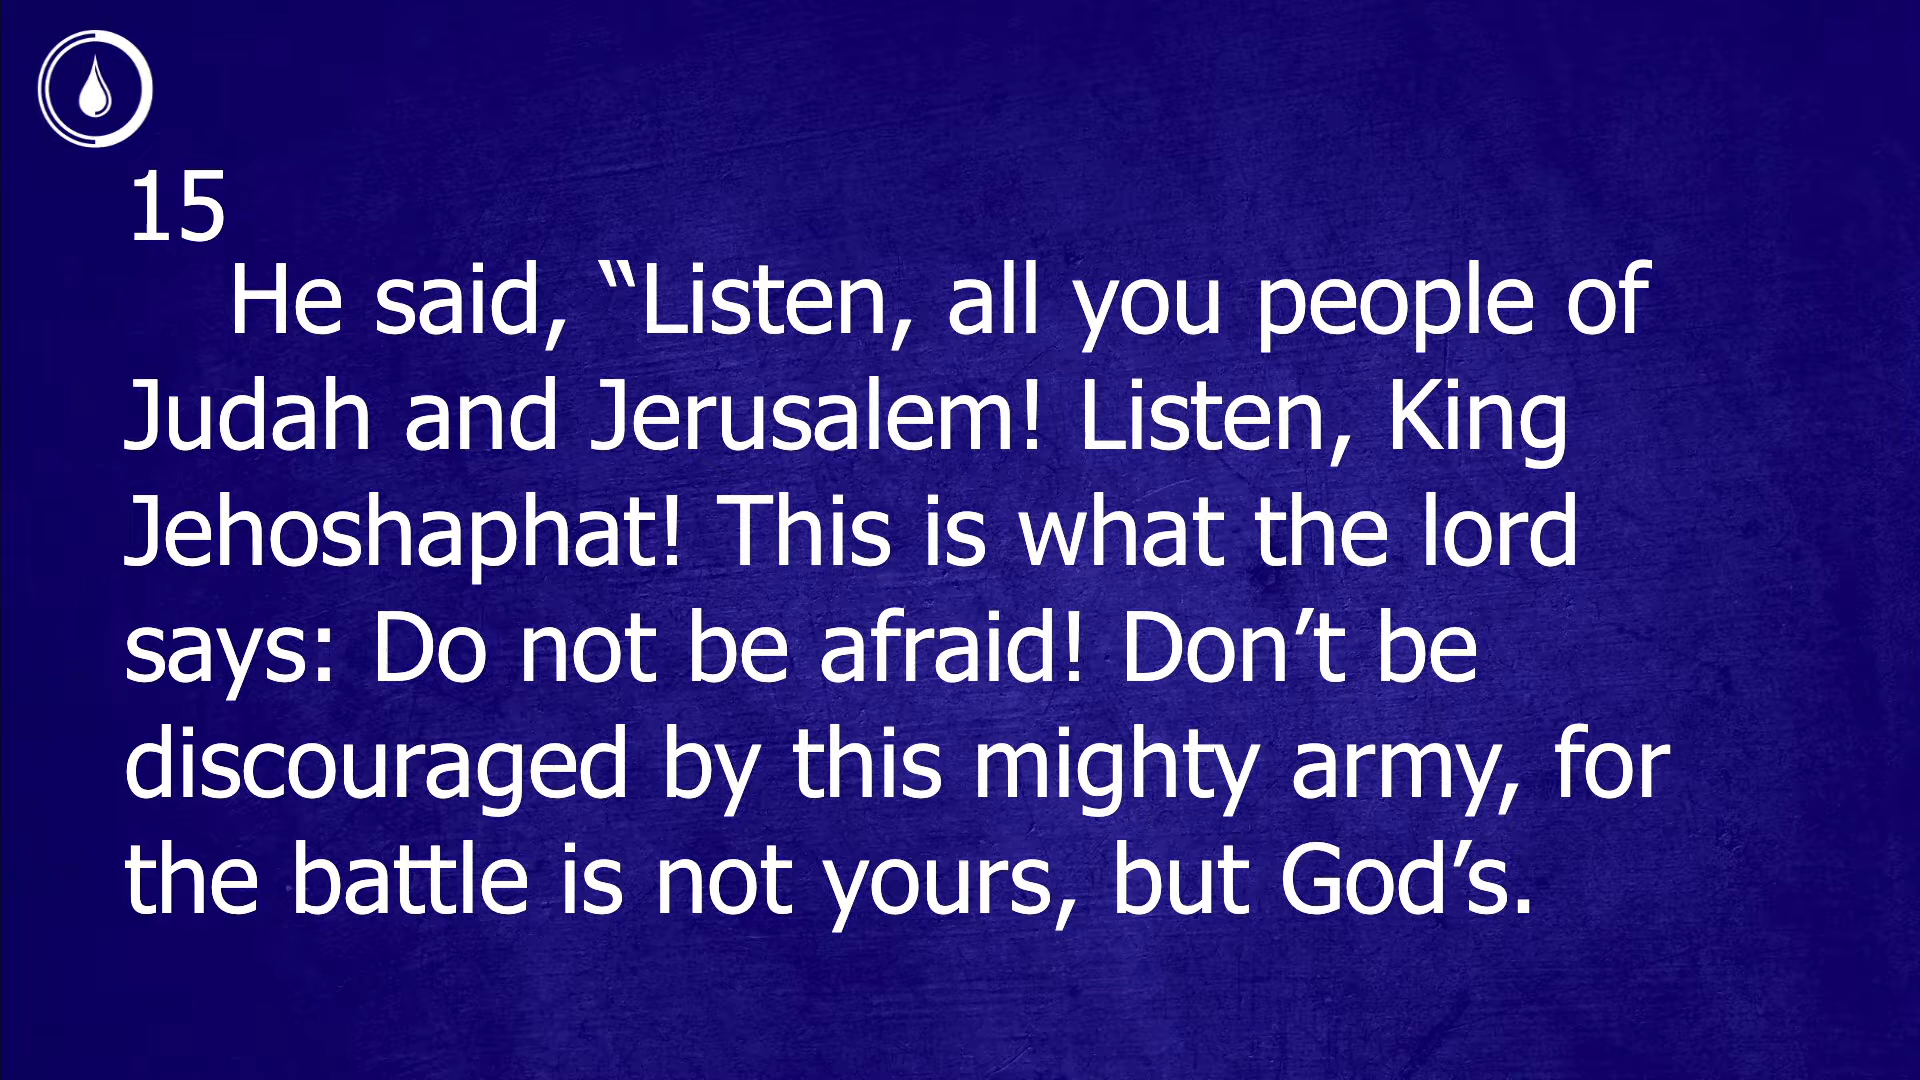 15
He said, “Listen, all you people of
Judah and Jerusalem! Listen, King
Jehoshaphat! This is what the lord
says: Do not be afraid! Don’t be
discouraged by this mighty army, for
the battle is not yours, but God’s.